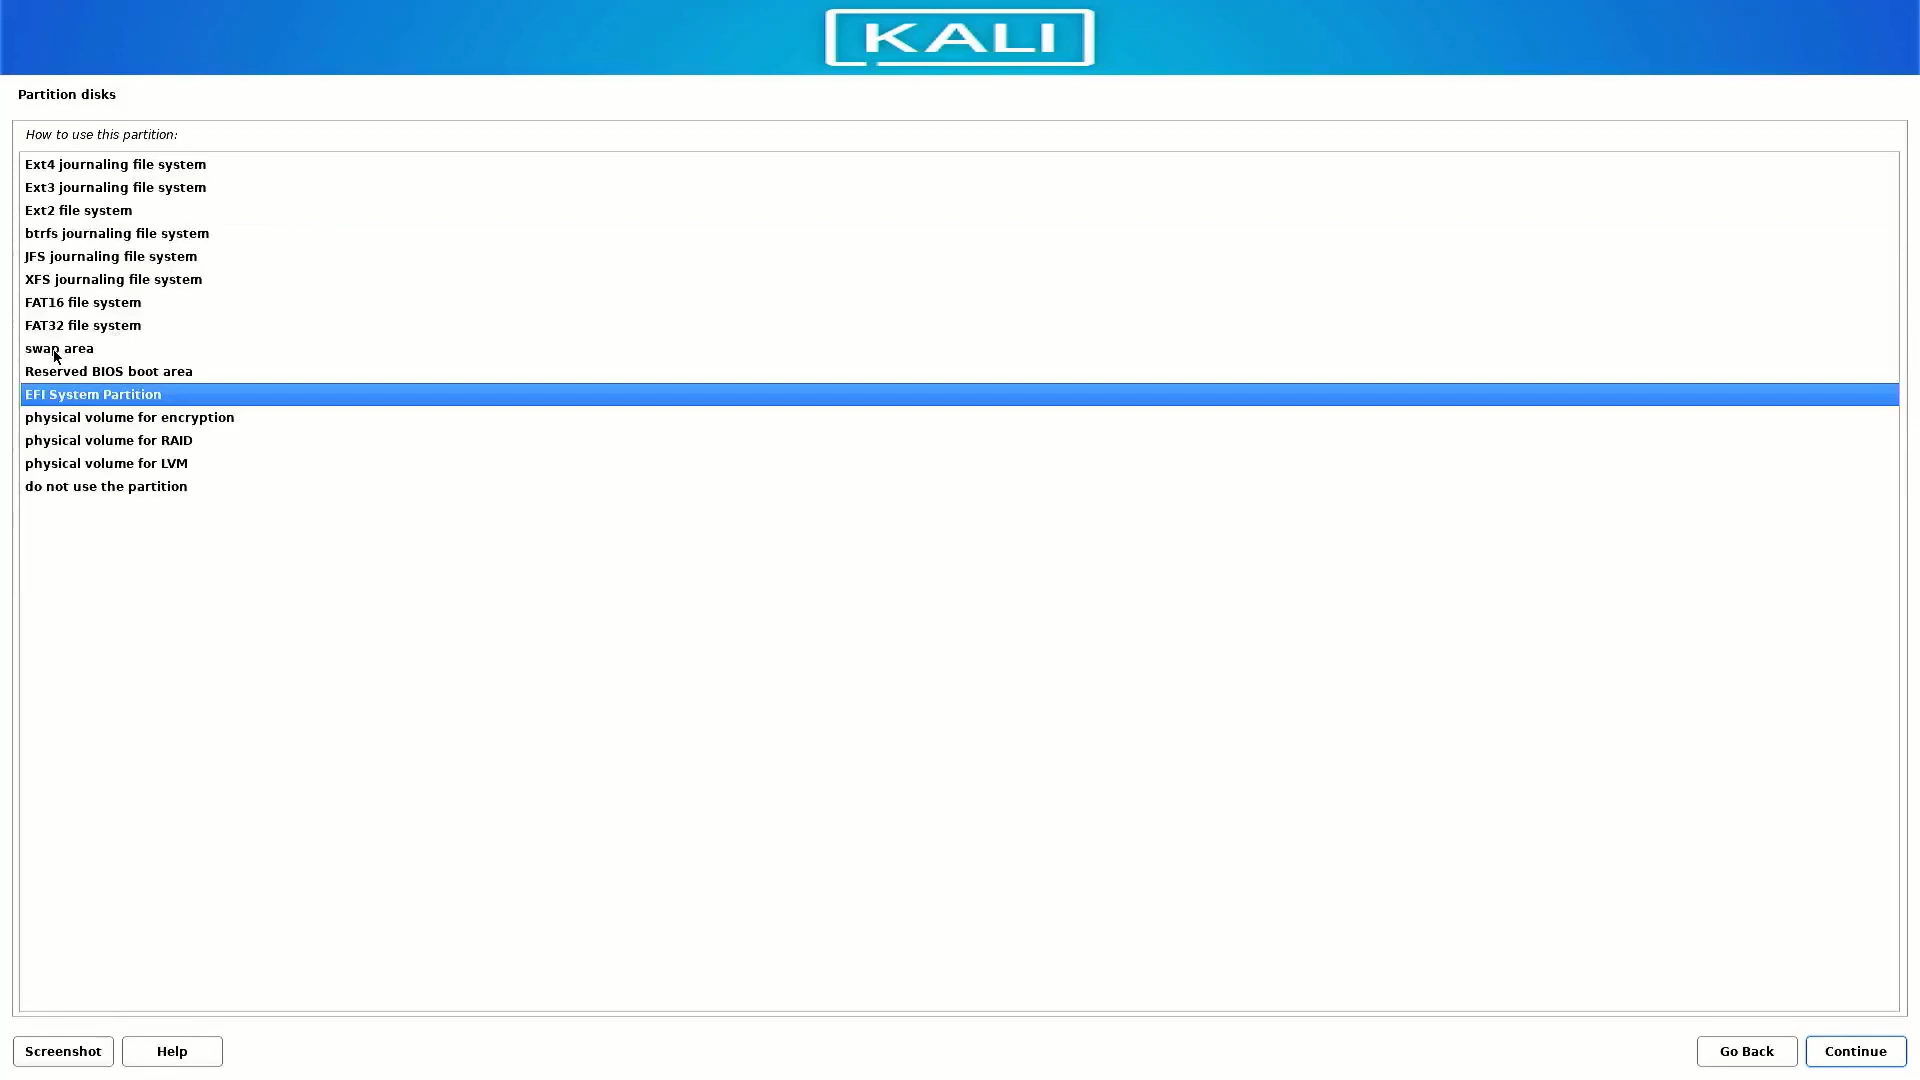 KALI
Partition disks
How to use this partition:
Ext4 journaling file system
Ext3 journaling file system
Ext2 file system
btrfs journaling file system
JFS journaling file system
XFS journaling file system
FAT16 file system
FAT32 file system
swap area
Reserved BIOS boot area
EFI System Partition
physical volume for encryption
physical volume for RAID
physical volume for LVM
do not use the partition
Screenshot Help Go Back Continue